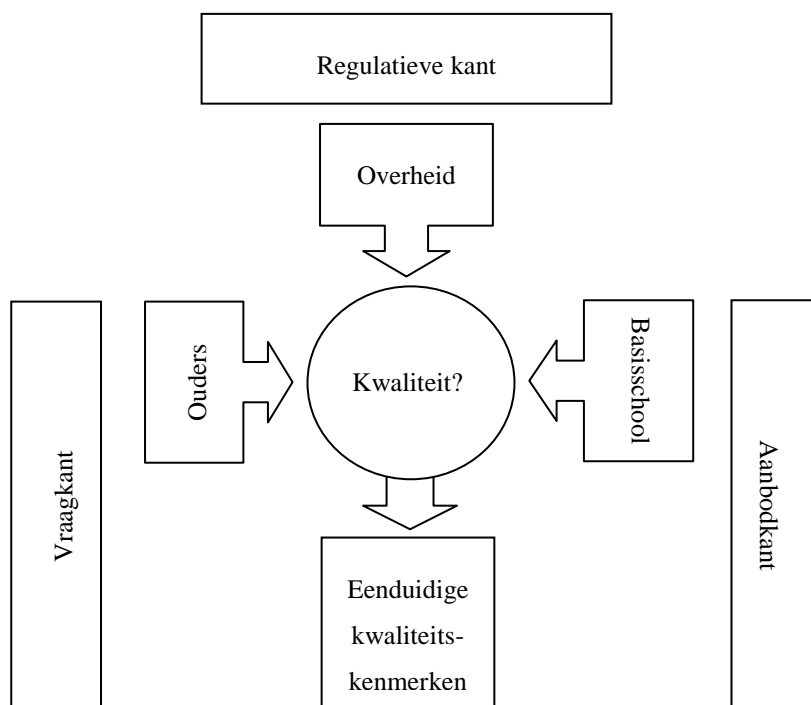 Regulatieve kant
Overheid
Ouders
Kwaliteit?
Basisschool
Vraagkant
Aanbodkant
Eenduidige
kwaliteits-
kenmerken